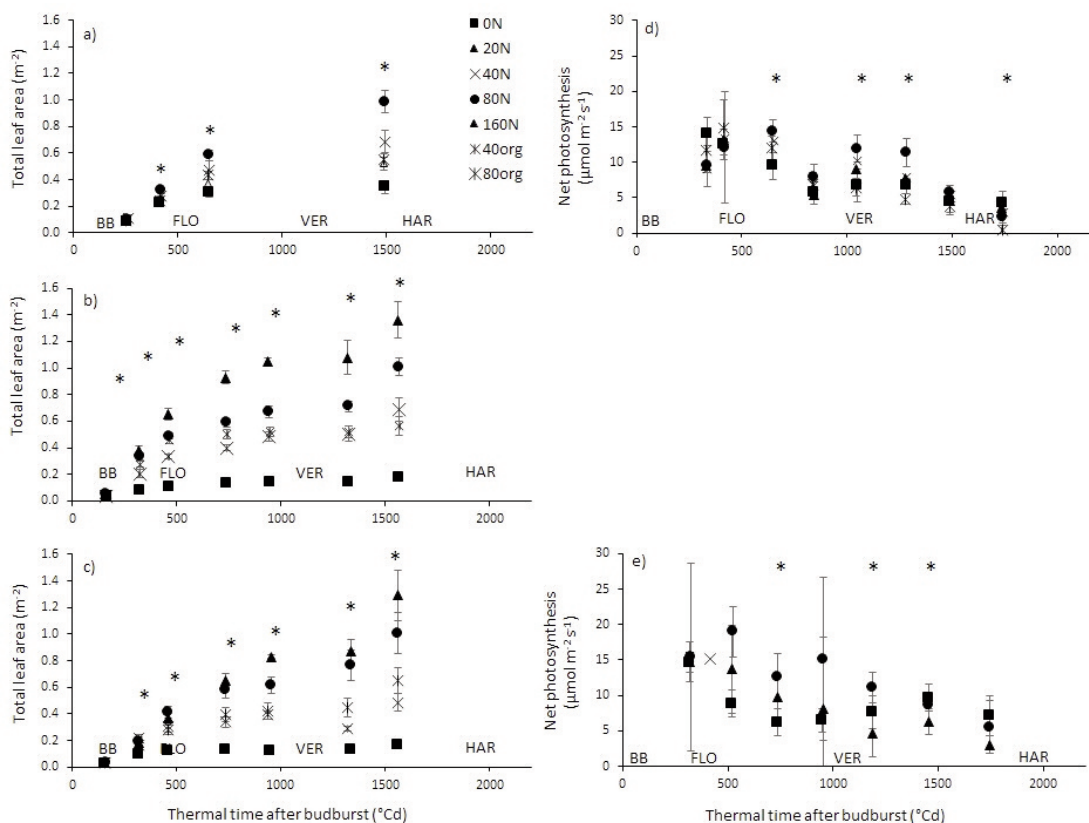 a)
Total leaf area (m⁻²)
1.6
1.4
1.2
1.0
0.8
0.6
0.4
0.2
0.0
* * *
BB FLO VER HAR
0 500 1000 1500 2000
0N
20N
40N
80N
160N
40org
80org
d)
Net photosynthesis
(μmol m⁻² s⁻¹)
30
25
20
15
10
5
0
* * * *
BB FLO VER HAR
0 500 1000 1500 2000
b)
Total leaf area (m⁻²)
1.6
1.4
1.2
1.0
0.8
0.6
0.4
0.2
0.0
* * * * * * *
BB FLO VER HAR
0 500 1000 1500 2000
c)
Total leaf area (m⁻²)
1.6
1.4
1.2
1.0
0.8
0.6
0.4
0.2
0.0
* * * * * *
BB FLO VER HAR
0 500 1000 1500 2000
Thermal time after budburst (°Cd)
e)
Net photosynthesis
(μmol m⁻² s⁻¹)
30
25
20
15
10
5
0
* * *
BB FLO VER HAR
0 500 1000 1500 2000
Thermal time after budburst (°Cd)